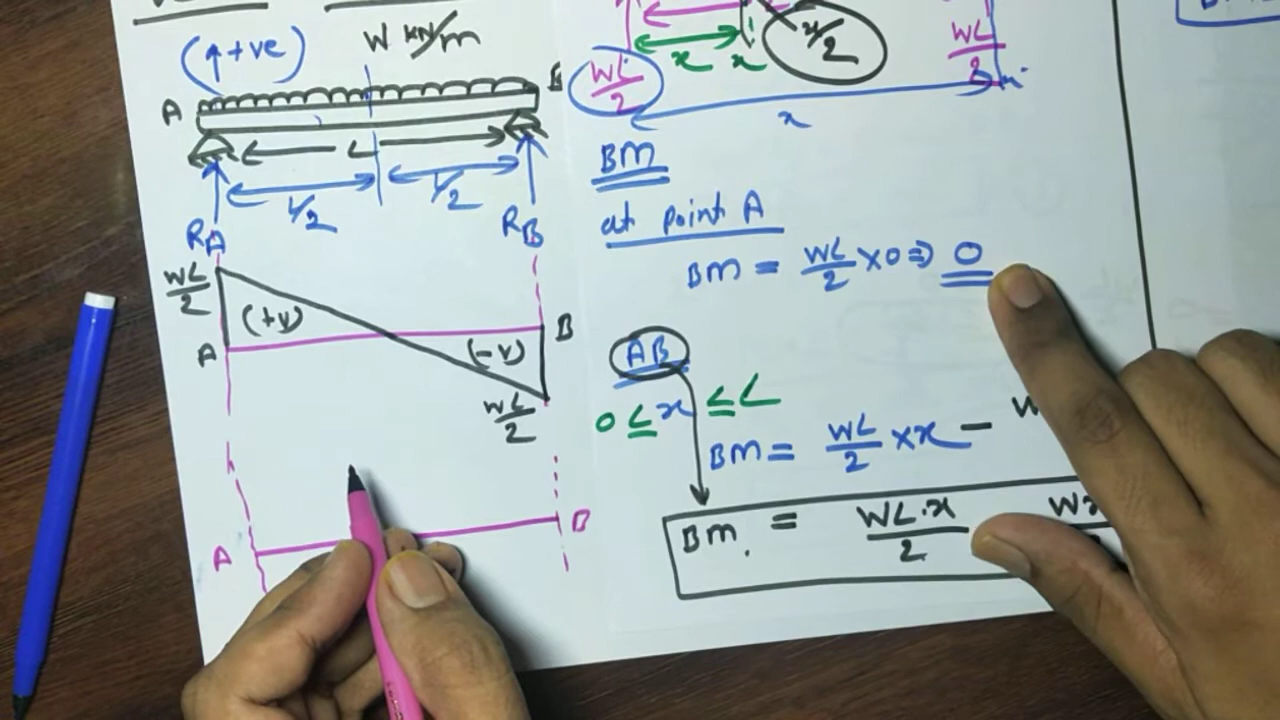 (↑+ve)
W kN/m
A
L
L/2
L/2
RA
RB
WL/2
(+v)
A
B
(-v)
WL/2
A
B
x
x
x/2
WL/2
WL/2
x
BM
at point A
BM = WL/2 × 0 ⇒ 0
AB
0 ≤ x ≤ L
BM = WL/2 × x - W
BM = WL.x/2 Wx